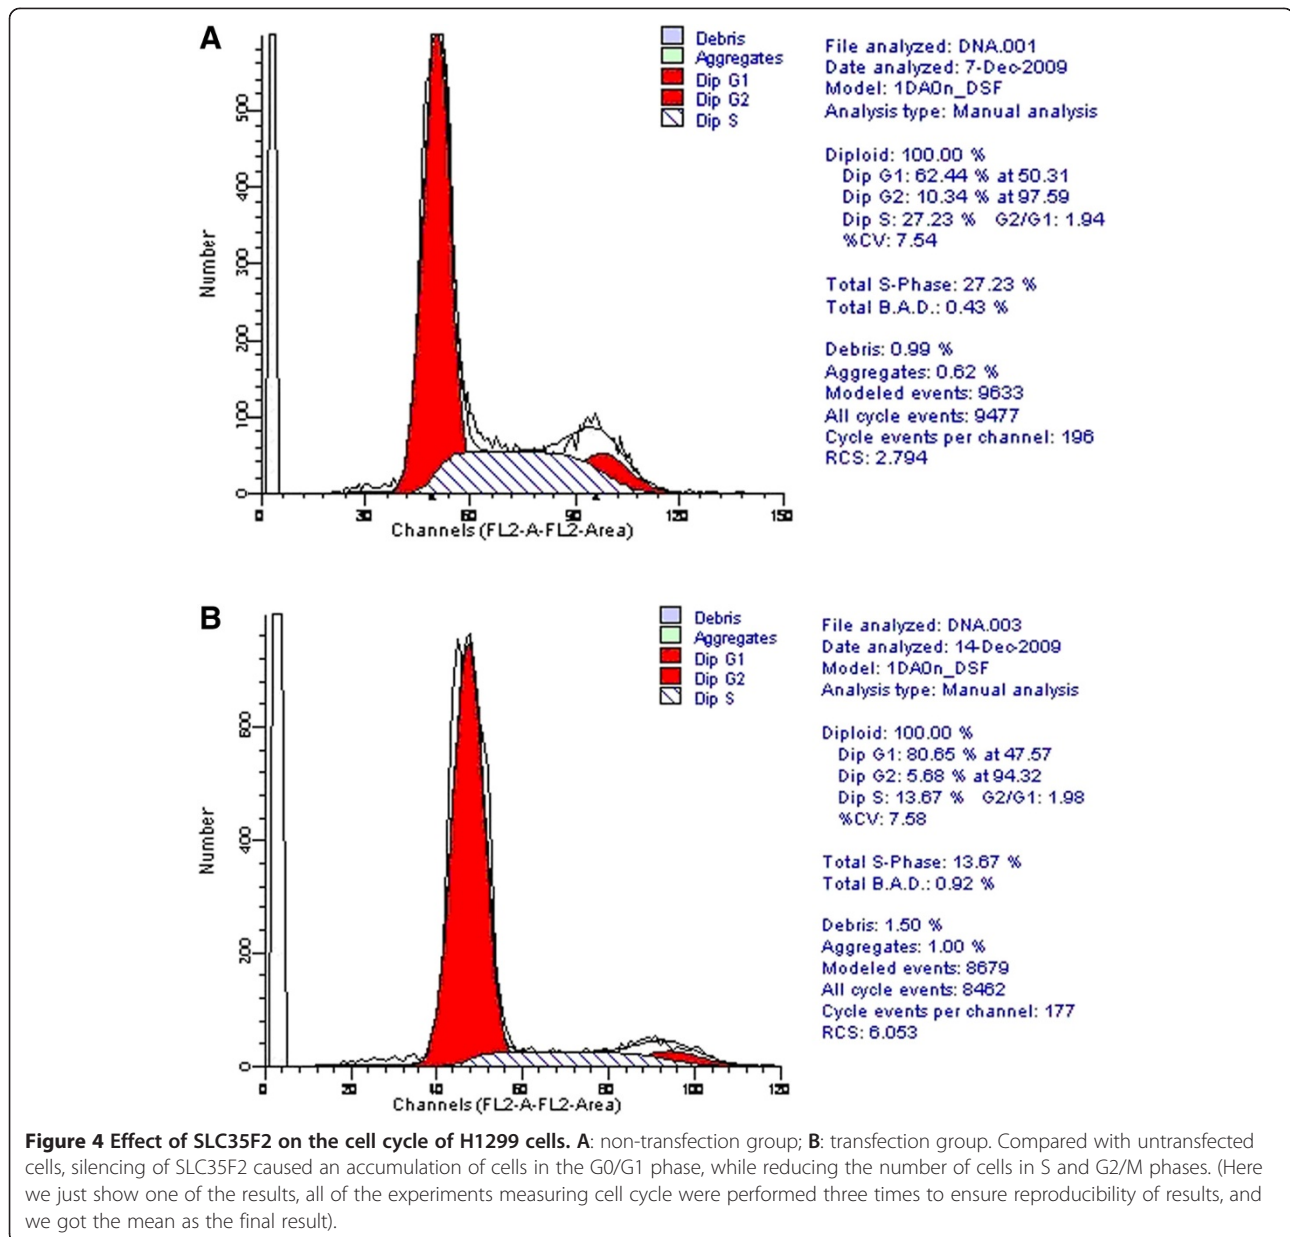 A
Debris
Aggregates
Dip G1
Dip G2
Dip S
File analyzed: DNA.001
Date analyzed: 7-Dec-2009
Model: 1DA0n_DSF
Analysis type: Manual analysis
Diploid: 100.00 %
Dip G1: 62.44 % at 50.31
Dip G2: 10.34 % at 97.59
Dip S: 27.23 % G2/G1: 1.94
%CV: 7.54
Total S-Phase: 27.23 %
Total B.A.D.: 0.43 %
Debris: 0.99 %
Aggregates: 0.62 %
Modeled events: 9633
All cycle events: 9477
Cycle events per channel: 196
RCS: 2.794
Number
500
400
300
200
100
0
0 30 60 90 120 150
Channels (FL2-A-FL2-Area)
B
Debris
Aggregates
Dip G1
Dip G2
Dip S
File analyzed: DNA.003
Date analyzed: 14-Dec-2009
Model: 1DA0n_DSF
Analysis type: Manual analysis
Diploid: 100.00 %
Dip G1: 80.65 % at 47.57
Dip G2: 5.68 % at 94.32
Dip S: 13.67 % G2/G1: 1.98
%CV: 7.58
Total S-Phase: 13.67 %
Total B.A.D.: 0.92 %
Debris: 1.50 %
Aggregates: 1.00 %
Modeled events: 8679
All cycle events: 8462
Cycle events per channel: 177
RCS: 6.053
Number
600
400
200
0
0 20 40 60 80 100 120
Channels (FL2-A-FL2-Area)
Figure 4 Effect of SLC35F2 on the cell cycle of H1299 cells. A: non-transfection group; B: transfection group. Compared with untransfected
cells, silencing of SLC35F2 caused an accumulation of cells in the G0/G1 phase, while reducing the number of cells in S and G2/M phases. (Here
we just show one of the results, all of the experiments measuring cell cycle were performed three times to ensure reproducibility of results, and
we got the mean as the final result).